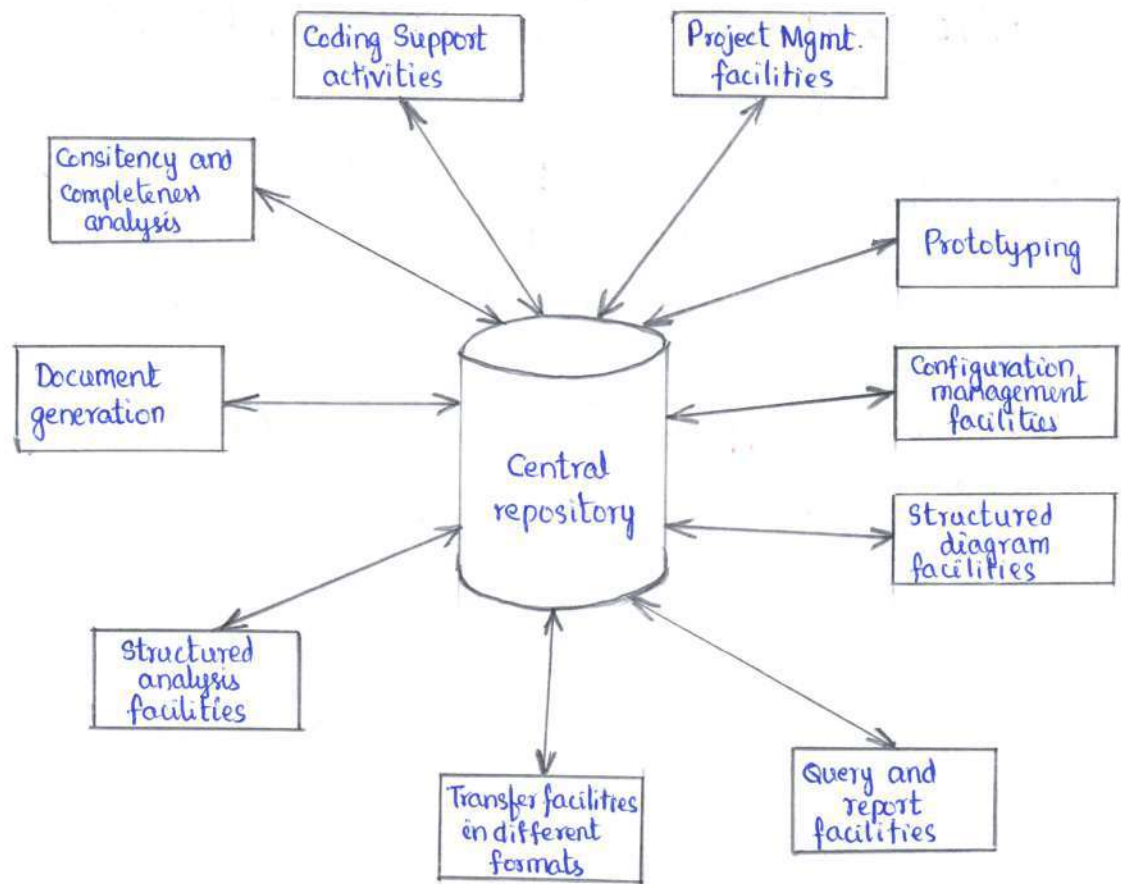 Coding Support
activities
Project Mgmt.
facilities
Consitency and
completeness
analysis
Prototyping
Document
generation
Configuration
management
facilities
Central
repository
Structured
diagram
facilities
Structured
analysis
facilities
Transfer facilities
in different
formats
Query and
report
facilities